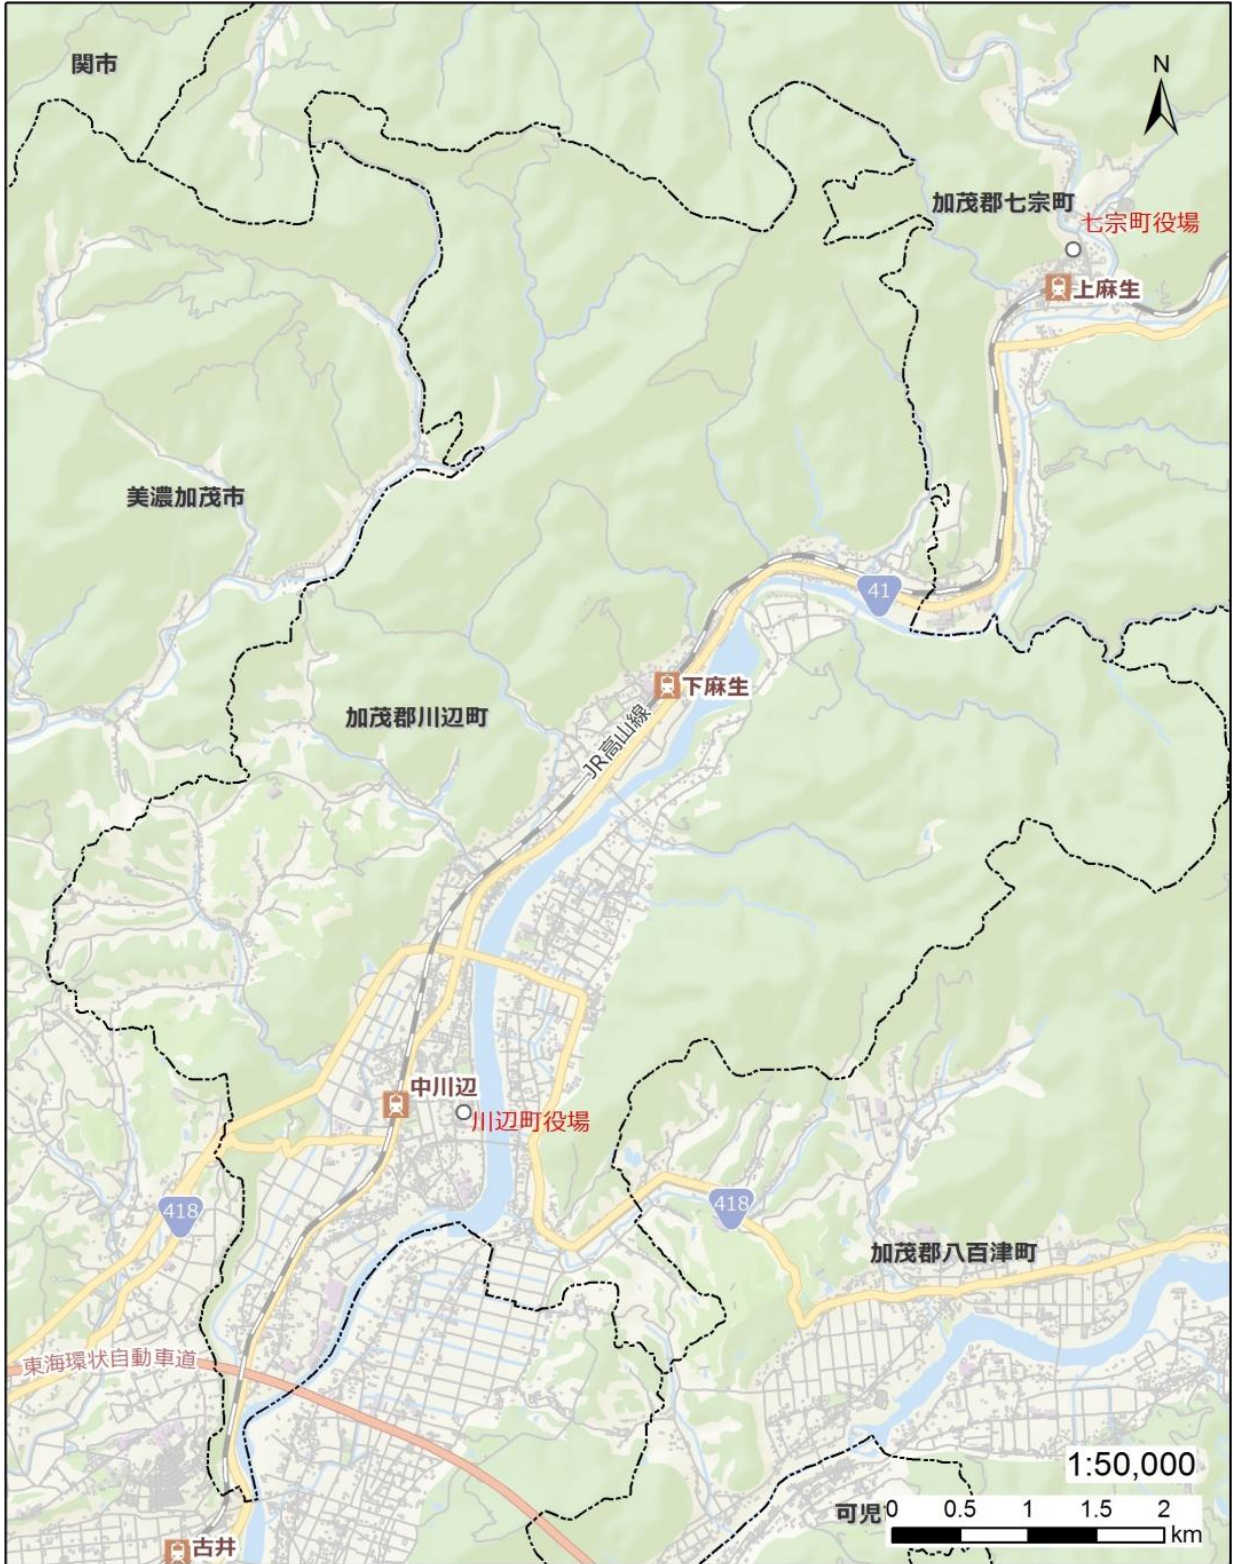 関市
N
加茂郡七宗町
七宗町役場
上麻生
美濃加茂市
41
下麻生
加茂郡川辺町
JR高山線
中川辺
川辺町役場
418
418
加茂郡八百津町
東海環状自動車道
1:50,000
可児
0 0.5 1 1.5 2
km
古井